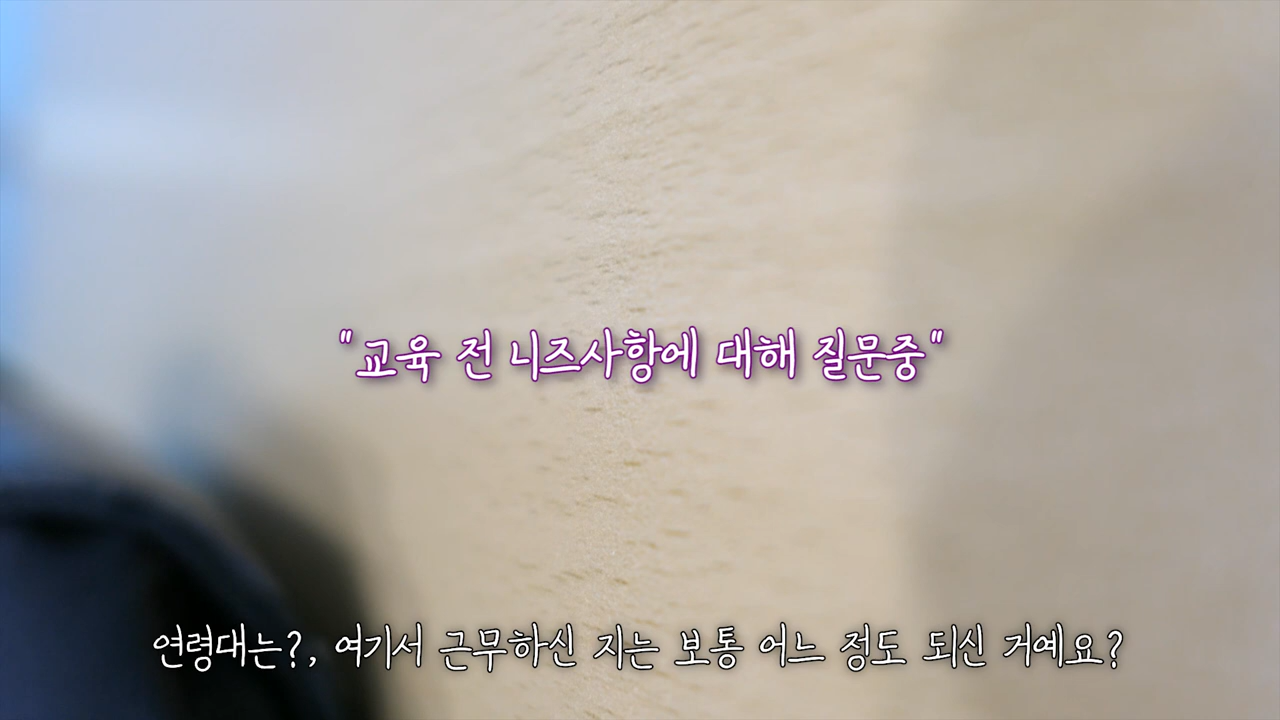 "교육 전 니즈사항에 대해 질문중"
연령대는?, 여기서 근무하신 지는 보통 어느 정도 되신 거예요?